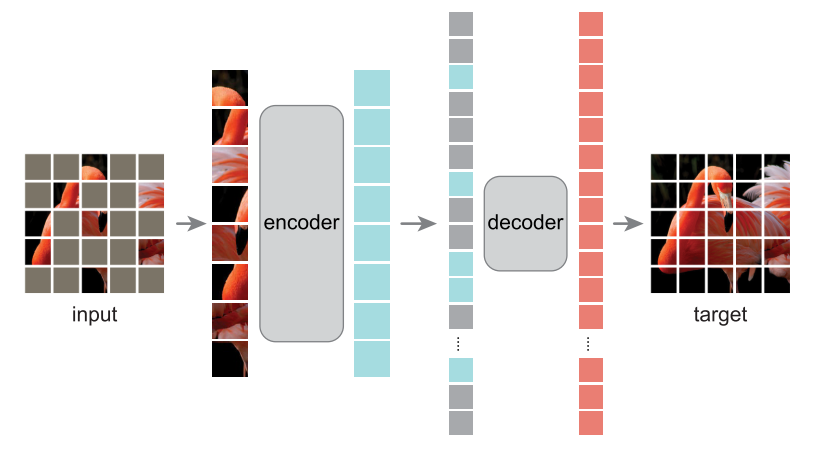 encoder
decoder
input
target